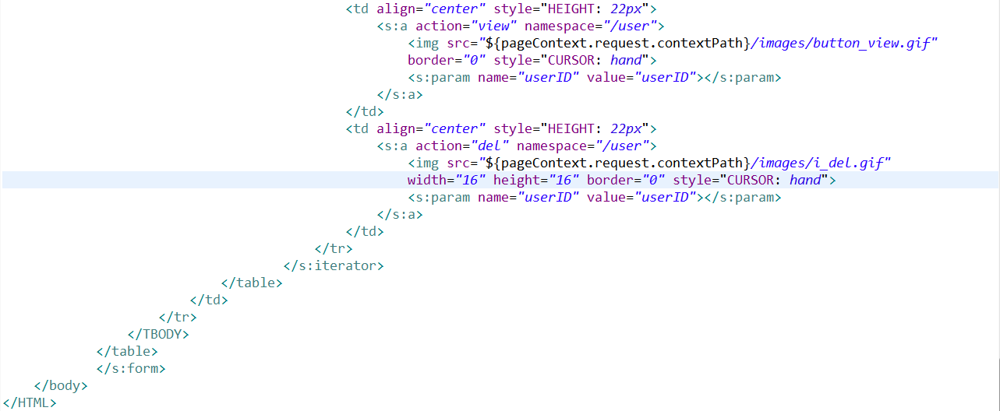 <td align="center" style="HEIGHT: 22px">
<s:a action="view" namespace="/user">
<img src="${pageContext.request.contextPath}/images/button_view.gif"
border="0" style="CURSOR: hand">
<s:param name="userID" value="userID"></s:param>
</s:a>
</td>
<td align="center" style="HEIGHT: 22px">
<s:a action="del" namespace="/user">
<img src="${pageContext.request.contextPath}/images/i_del.gif"
width="16" height="16" border="0" style="CURSOR: hand">
<s:param name="userID" value="userID"></s:param>
</s:a>
</td>
</tr>
</s:iterator>
</table>
</td>
</tr>
</TBODY>
</table>
</s:form>
</body>
</HTML>